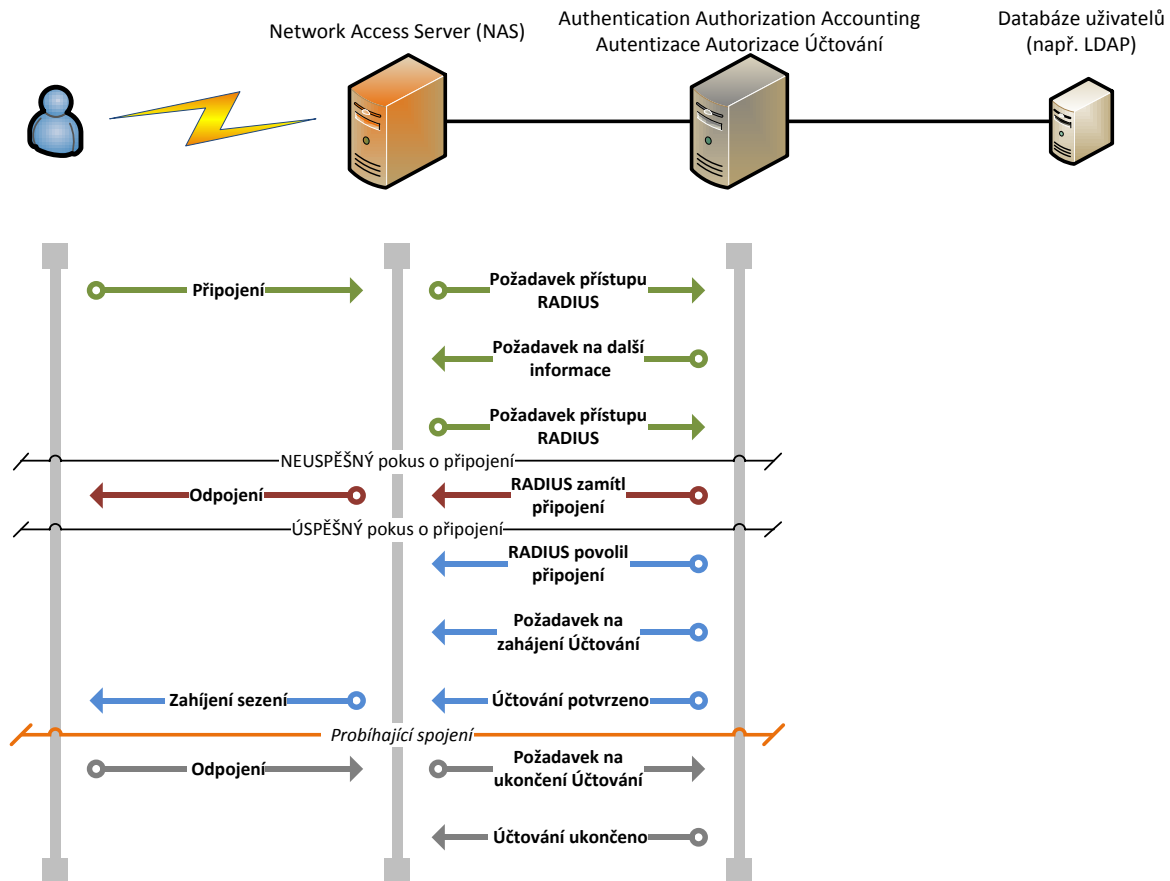 Network Access Server (NAS)
Authentication Authorization Accounting
Autentizace Autorizace Účtování
Databáze uživatelů
(např. LDAP)
Připojení
Požadavek přístupu
RADIUS
Požadavek na další
informace
Požadavek přístupu
RADIUS
NEUSPĚŠNÝ pokus o připojení
Odpojení
RADIUS zamítl
připojení
ÚSPĚŠNÝ pokus o připojení
RADIUS povolil
připojení
Požadavek na
zahájení Účtování
Zahíjení sezení
Účtování potvrzeno
Probíhající spojení
Odpojení
Požadavek na
ukončení Účtování
Účtování ukončeno